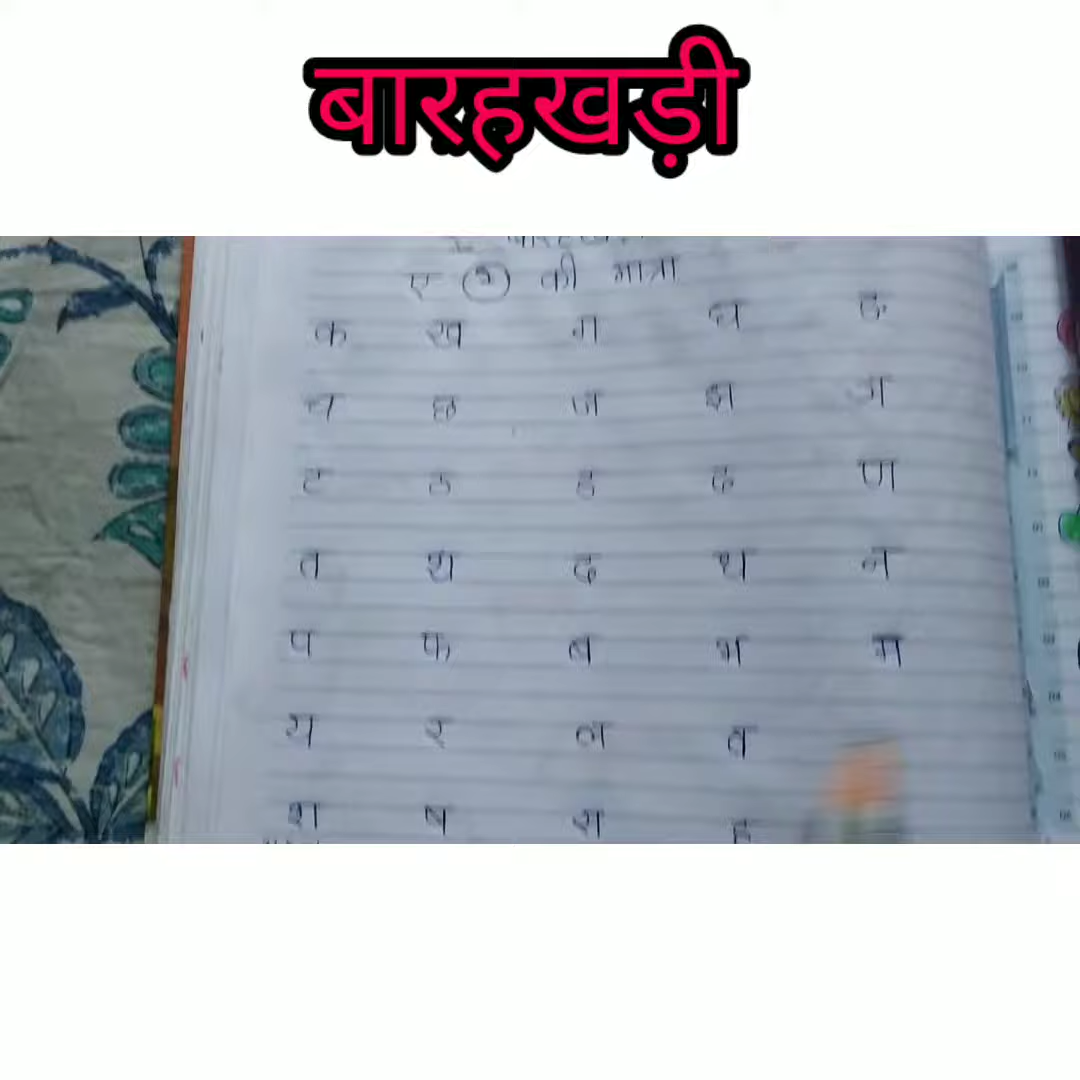 बारहखड़ी
ए (े) की मात्रा
क ख ग घ ङ
च छ ज झ ञ
ट ठ ड ढ ण
त थ द ध न
प फ ब भ म
य र ल व
श ष स ह